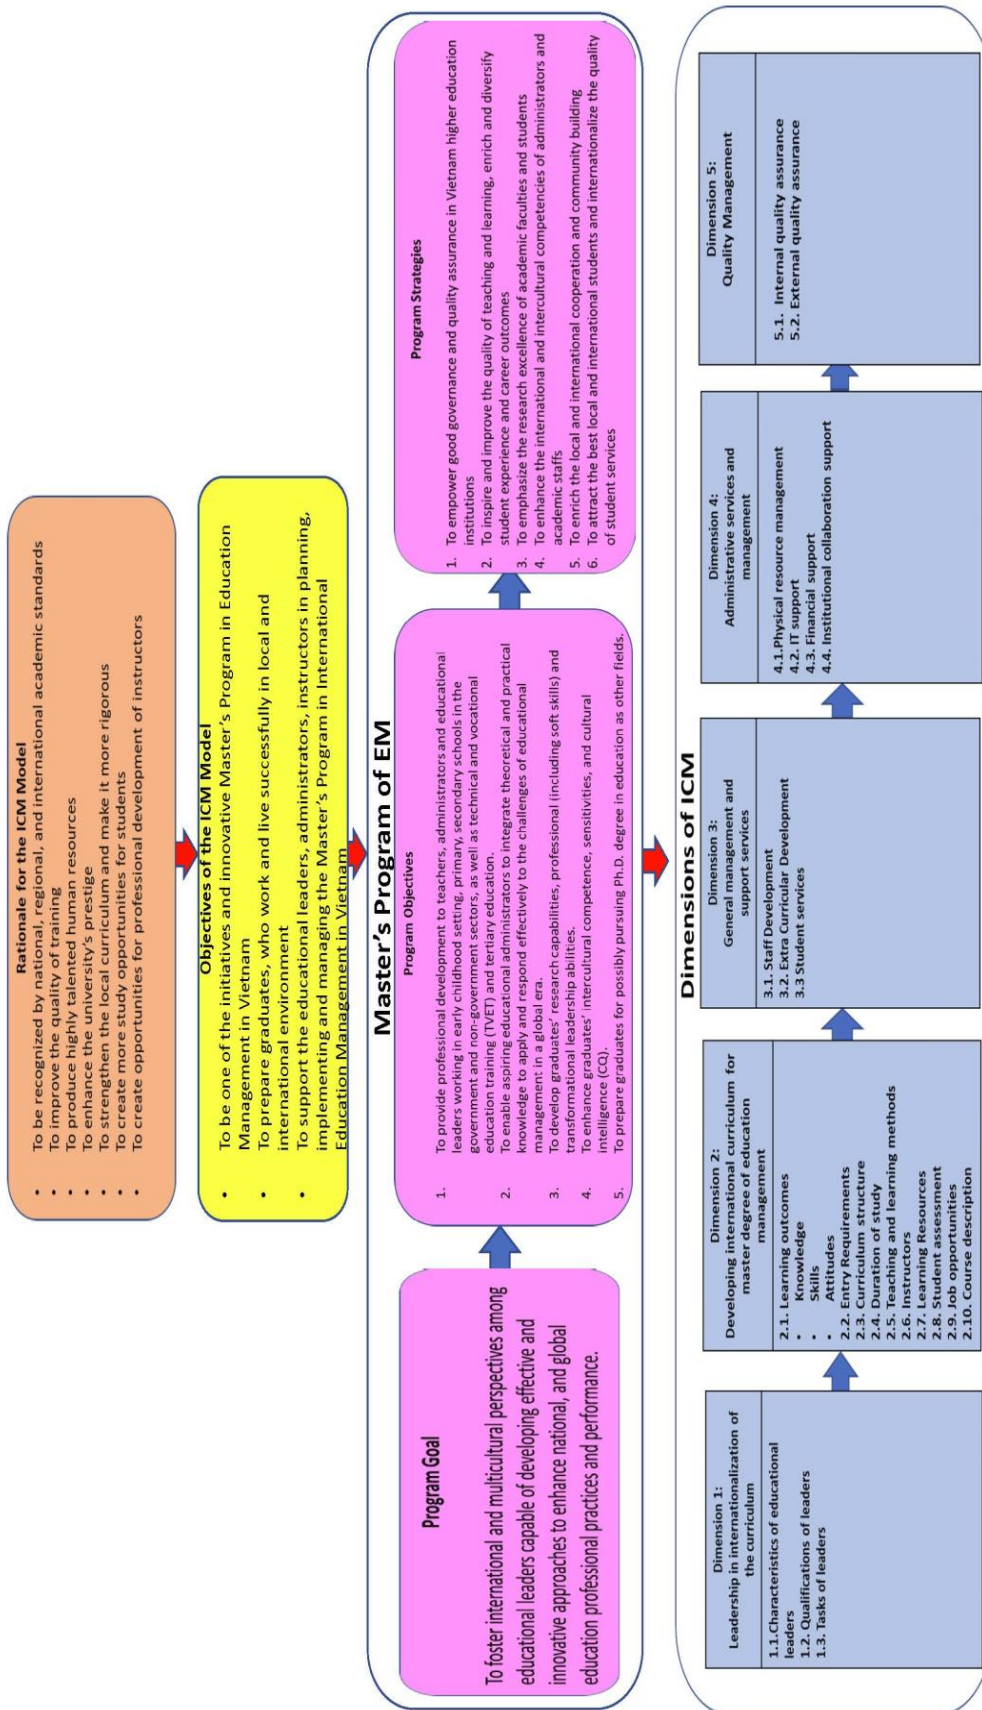 Rationale for the ICM Model
• To be recognized by national, regional, and international academic standards
• To improve the quality of training
• To produce highly talented human resources
• To enhance the university's prestige
• To strengthen the local curriculum and make it more rigorous
• To create more study opportunities for students
• To create opportunities for professional development of instructors
Objectives of the ICM Model
• To be one of the initiatives and innovative Master's Program in Education
Management in Vietnam
• To prepare graduates, who work and live successfully in local and
international environment
• To support the educational leaders, administrators, instructors in planning,
implementing and managing the Master's Program in International
Education Management in Vietnam
Master's Program of EM
Program Goal
To foster international and multicultural perspectives among
educational leaders capable of developing effective and
innovative approaches to enhance national, and global
education professional practices and performance.
Program Objectives
1. To provide professional development to teachers, administrators and educational
leaders working in early childhood setting, primary, secondary schools in the
government and non-government sectors, as well as technical and vocational
education training (TVET) and tertiary education.
2. To enable aspiring educational administrators to integrate theoretical and practical
knowledge to apply and respond effectively to the challenges of educational
management in a global era.
3. To develop graduates' research capabilities, professional (including soft skills) and
transformational leadership abilities.
4. To enhance graduates' intercultural competence, sensitivities, and cultural
intelligence (CQ).
5. To prepare graduates for possibly pursuing Ph.D. degree in education as other fields.
Program Strategies
1. To empower good governance and quality assurance in Vietnam higher education
institutions
2. To inspire and improve the quality of teaching and learning, enrich and diversify
student experience and career outcomes
3. To emphasize the research excellence of academic faculties and students
4. To enhance the international and intercultural competencies of administrators and
academic staffs
5. To enrich the local and international cooperation and community building
6. To attract the best local and international students and internationalize the quality
of student services
Dimensions of ICM
Dimension 1:
Leadership in internationalization of
the curriculum
1.1.Characteristics of educational
leaders
1.2. Qualifications of leaders
1.3. Tasks of leaders
Dimension 2:
Developing international curriculum for
master degree of education
management
2.1. Learning outcomes
• Knowledge
• Skills
• Attitudes
2.2. Entry Requirements
2.3. Curriculum structure
2.4. Duration of study
2.5. Teaching and learning methods
2.6. Instructors
2.7. Learning Resources
2.8. Student assessment
2.9. Job opportunities
2.10. Course description
Dimension 3:
General management and
support services
3.1. Staff Development
3.2. Extra Curricular Development
3.3 Student services
Dimension 4:
Administrative services and
management
4.1.Physical resource management
4.2. IT support
4.3. Financial support
4.4. Institutional collaboration support
Dimension 5:
Quality Management
5.1. Internal quality assurance
5.2. External quality assurance